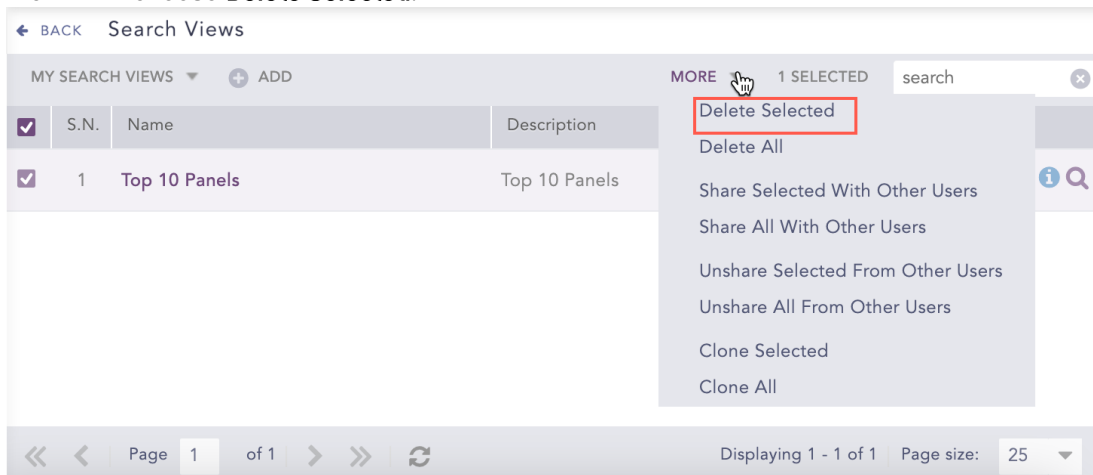 BACK Search Views
MY SEARCH VIEWS ADD MORE 1 SELECTED search
S.N. Name Description
1 Top 10 Panels Top 10 Panels
Delete Selected
Delete All
Share Selected With Other Users
Share All With Other Users
Unshare Selected From Other Users
Unshare All From Other Users
Clone Selected
Clone All
Page 1 of 1 Displaying 1 - 1 of 1 Page size: 25